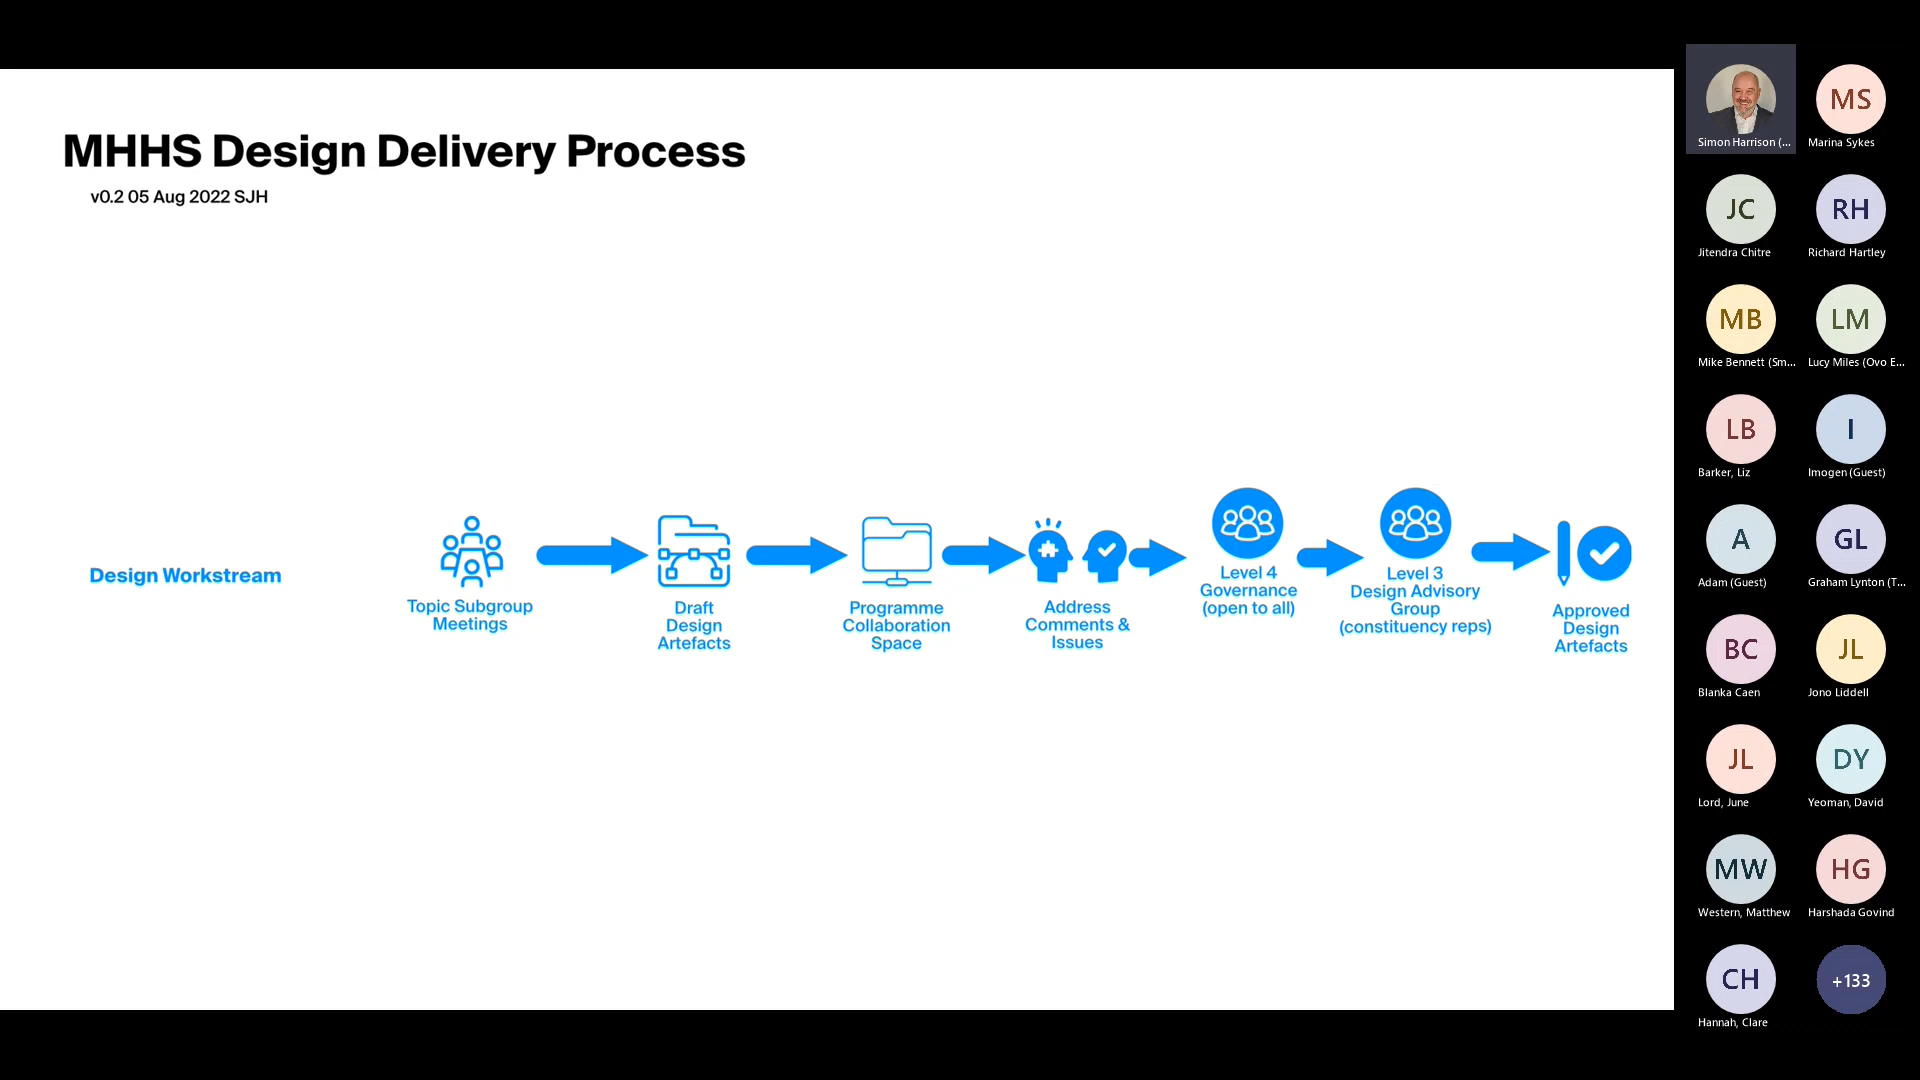 MHHS Design Delivery Process
v0.2 05 Aug 2022 SJH
Design Workstream
Topic Subgroup
Meetings
Draft
Design
Artefacts
Programme
Collaboration
Space
Address
Comments &
Issues
Level 4
Governance
(open to all)
Level 3
Design Advisory
Group
(constituency reps)
Approved
Design
Artefacts
Simon Harrison (...
MS
Marina Sykes
JC
Jitendra Chitre
RH
Richard Hartley
MB
Mike Bennett (Sm...
LM
Lucy Miles (Ovo E...
LB
Barker, Liz
I
Imogen (Guest)
A
Adam (Guest)
GL
Graham Lynton (T...
BC
Blanka Caen
JL
Jono Liddell
JL
Lord, June
DY
Yeoman, David
MW
Western, Matthew
HG
Harshada Govind
CH
Hannah, Clare
+133